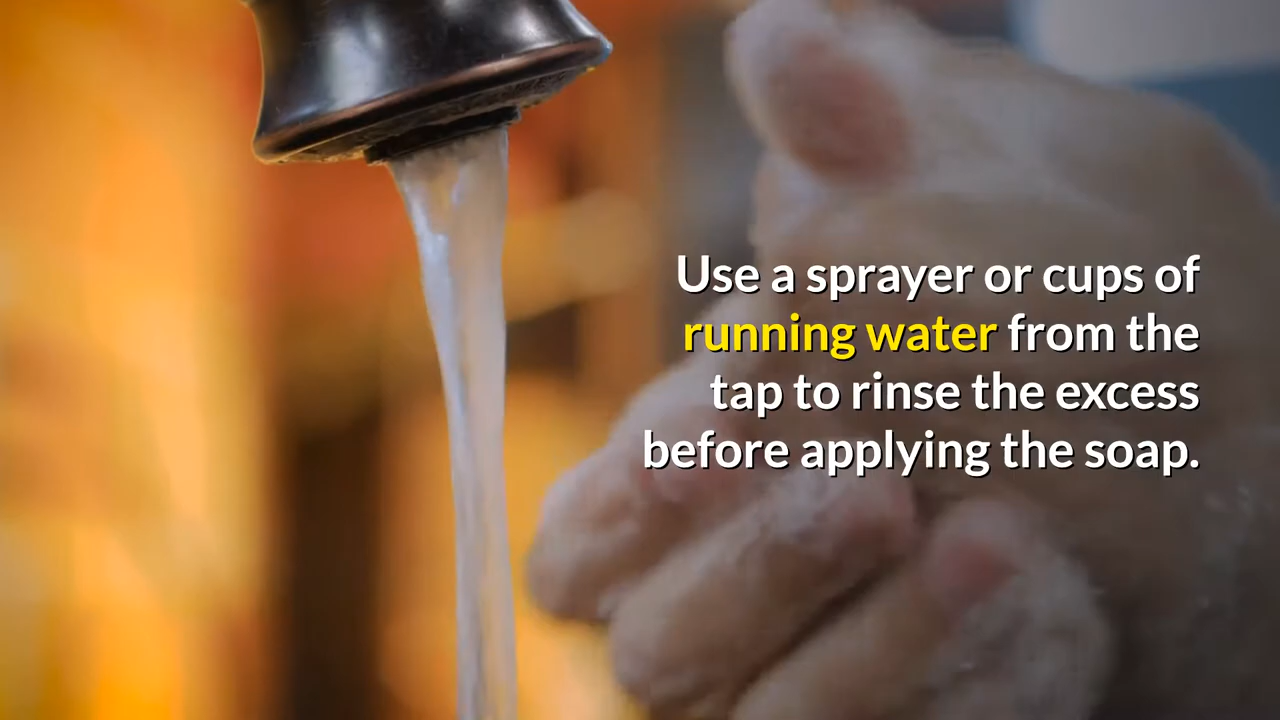 Use a sprayer or cups of
running water from the
tap to rinse the excess
before applying the soap.